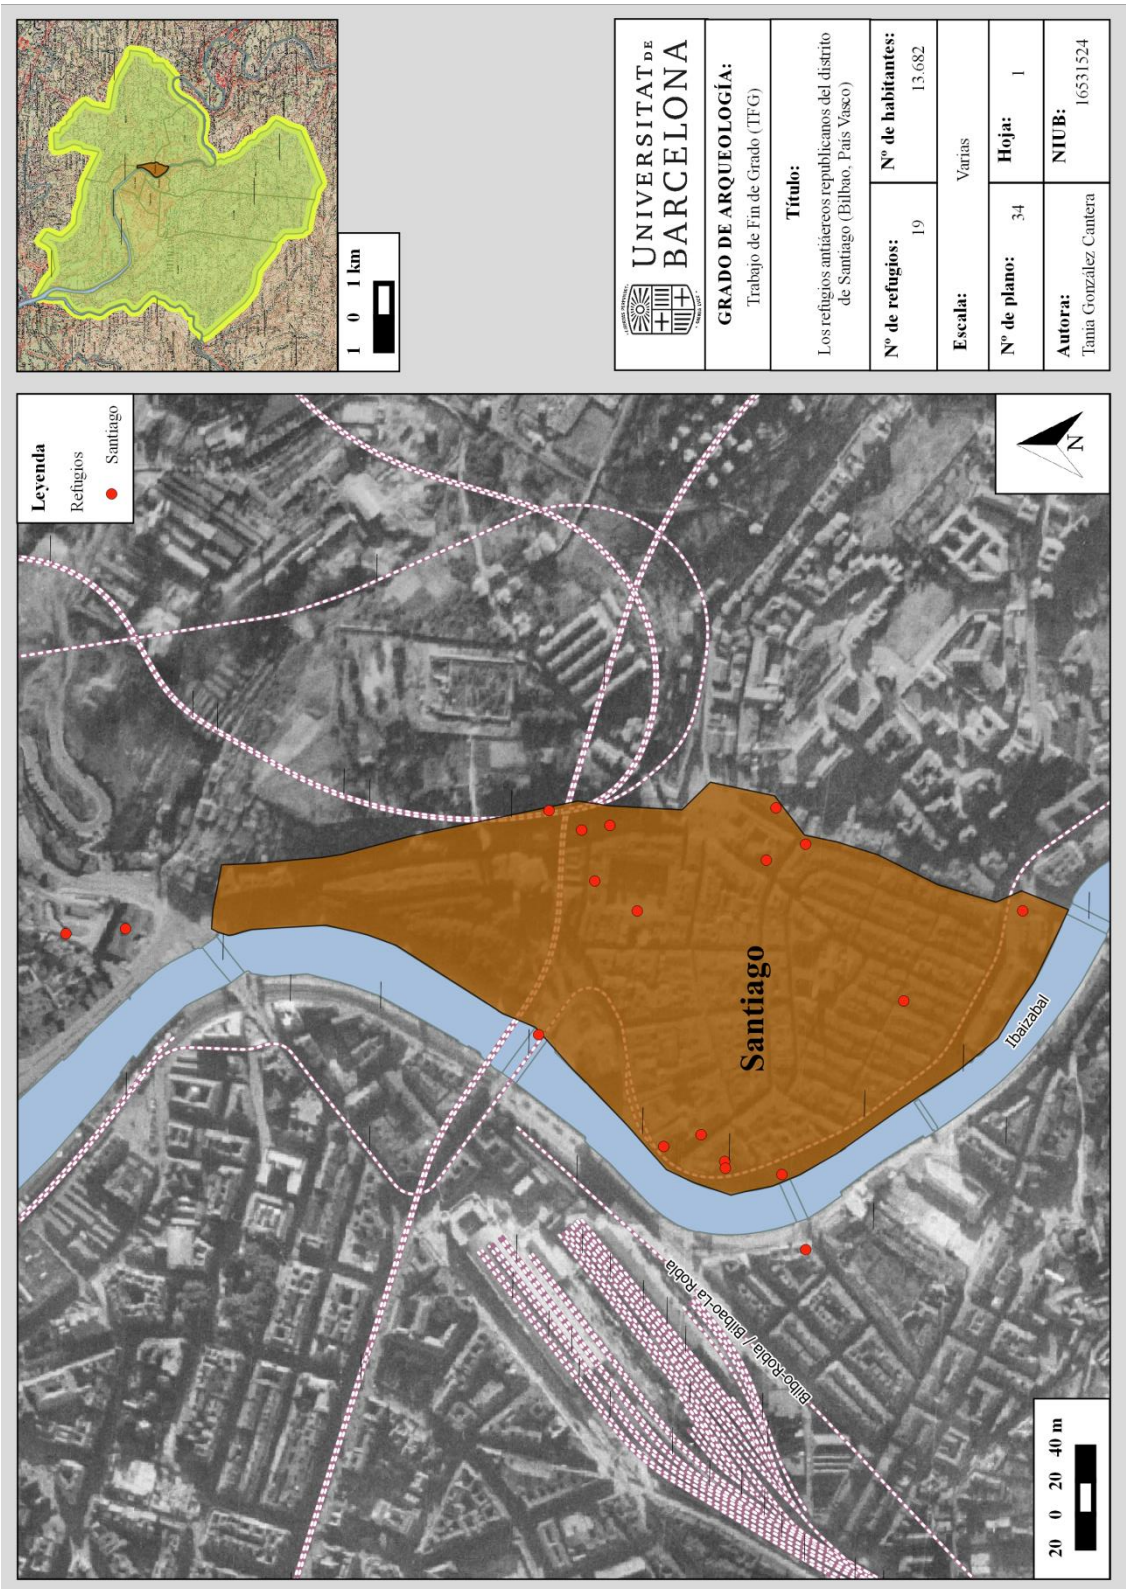 Leyenda
Refugios
Santiago
Santiago
Ibaizabal
Bilbo-Robla / Bilbao-La Robla
N
20 0 20 40 m
1 0 1 km
UNIVERSITAT DE
BARCELONA
GRADO DE ARQUEOLOGÍA:
Trabajo de Fin de Grado (TFG)
Título:
Los refugios antiáereos republicanos del distrito
de Santiago (Bilbao, País Vasco)
Nº de refugios:
19
Nº de habitantes:
13.682
Escala:
Varias
Nº de plano:
34
Hoja:
1
Autora:
Tania González Cantera
NIUB:
16531524